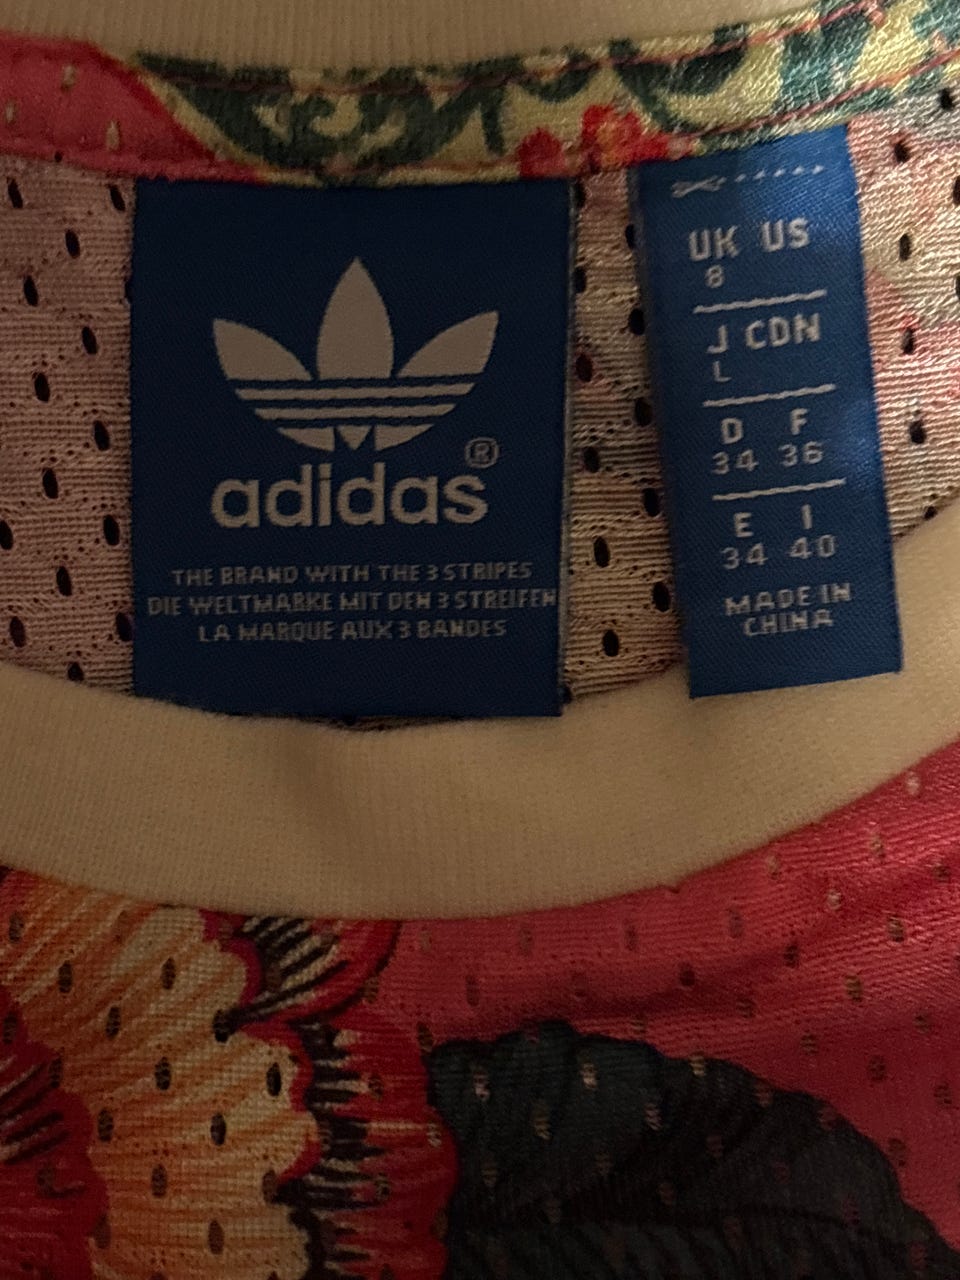 adidas®
THE BRAND WITH THE 3 STRIPES
DIE WELTMARKE MIT DEN 3 STREIFEN
LA MARQUE AUX 3 BANDES
UK US
8
J CDN
L
D F
34 36
E I
34 40
MADE IN
CHINA